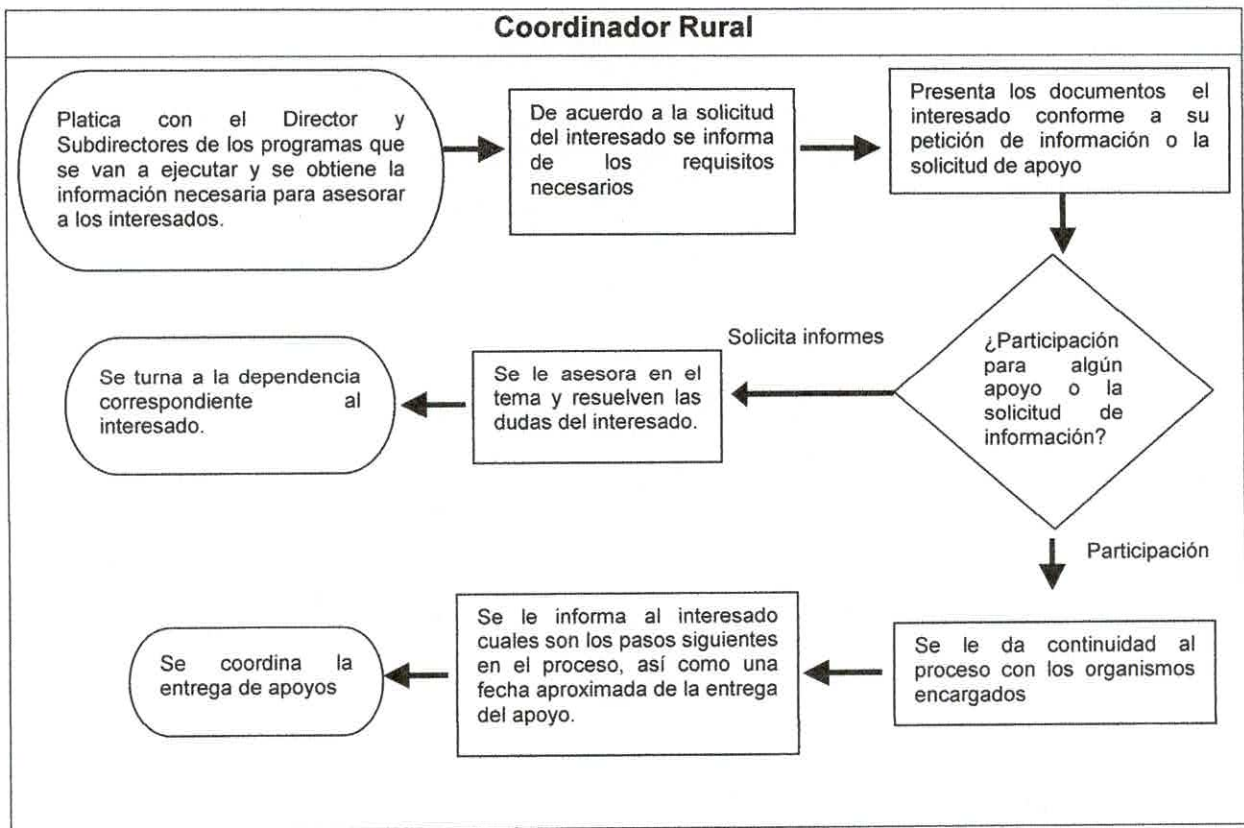 Coordinador Rural
Platica con el Director y
Subdirectores de los programas que
se van a ejecutar y se obtiene la
información necesaria para asesorar
a los interesados.
De acuerdo a la solicitud
del interesado se informa
de los requisitos
necesarios
Presenta los documentos el
interesado conforme a su
petición de información o la
solicitud de apoyo
¿Participación
para algún
apoyo o la
solicitud de
información?
Solicita informes
Se le asesora en el
tema y resuelven las
dudas del interesado.
Se turna a la dependencia
correspondiente al
interesado.
Participación
Se le da continuidad al
proceso con los organismos
encargados
Se le informa al interesado
cuales son los pasos siguientes
en el proceso, así como una
fecha aproximada de la entrega
del apoyo.
Se coordina la
entrega de apoyos